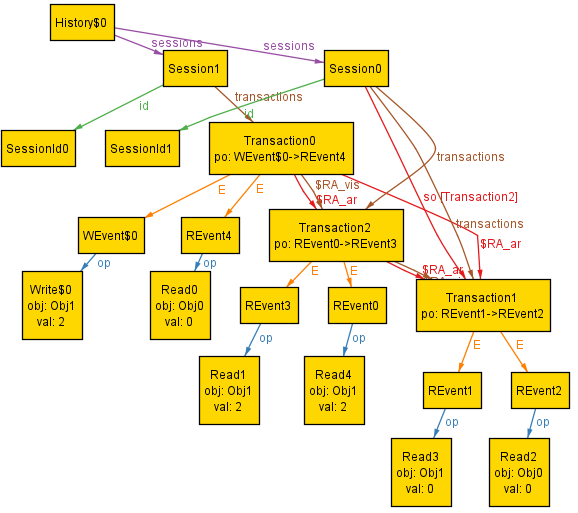 History$0
sessions
sessions
Session1
Session0
transactions
id
id
SessionId0
SessionId1
Transaction0
po: WEvent$0->REvent4
transactions
$RA_vis
$RA_ar
so [Transaction2]
E
E
transactions
WEvent$0
REvent4
Transaction2
po: REvent0->REvent3
$RA_ar
op
op
E
E
$RA_ar
Write$0
obj: Obj1
val: 2
Read0
obj: Obj0
val: 0
REvent3
REvent0
Transaction1
po: REvent1->REvent2
op
op
E
E
Read1
obj: Obj1
val: 2
Read4
obj: Obj1
val: 2
REvent1
REvent2
op
op
Read3
obj: Obj1
val: 0
Read2
obj: Obj0
val: 0